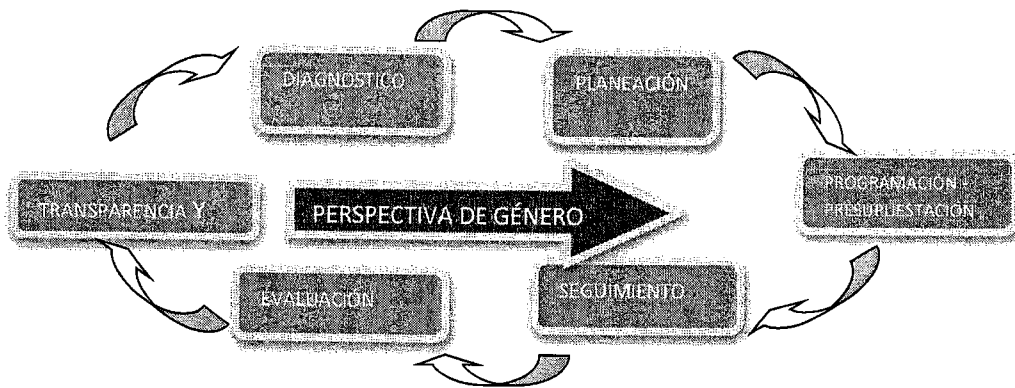 DIAGNOSTICO
PLANEACIÓN
PROGRAMACIÓN -
PRESUPUESTACIÓN
TRANSPARENCIA Y
PERSPECTIVA DE GÉNERO
EVALUACIÓN
SEGUIMIENTO